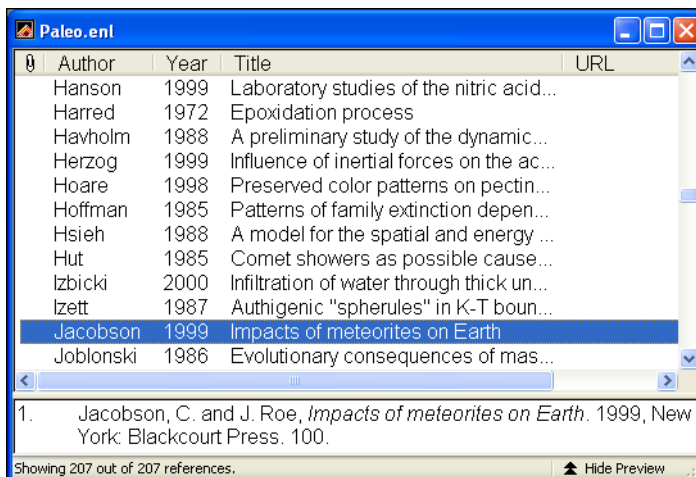 Paleo.enl
Author Year Title URL
Hanson 1999 Laboratory studies of the nitric acid...
Harred 1972 Epoxidation process
Havholm 1988 A preliminary study of the dynamic...
Herzog 1999 Influence of inertial forces on the ac...
Hoare 1998 Preserved color patterns on pectin...
Hoffman 1985 Patterns of family extinction depen...
Hsieh 1988 A model for the spatial and energy ...
Hut 1985 Comet showers as possible cause...
Izbicki 2000 Infiltration of water through thick un...
Izett 1987 Authigenic "spherules" in K-T boun...
Jacobson 1999 Impacts of meteorites on Earth
Joblonski 1986 Evolutionary consequences of mas...
1. Jacobson, C. and J. Roe, Impacts of meteorites on Earth. 1999, New
York: Blackcourt Press. 100.
Showing 207 out of 207 references. Hide Preview